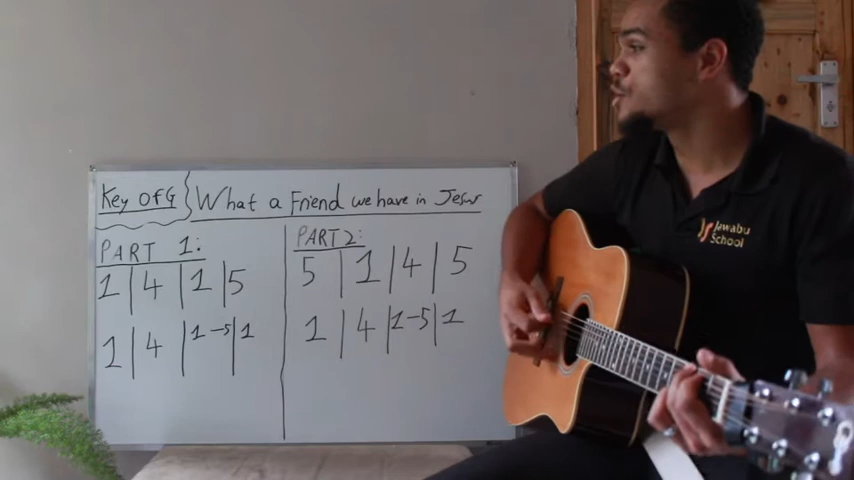 Key Of G
What a Friend we have in Jesus
PART 1:
1 | 4 | 1 | 5
1 | 4 | 1-5 | 1
PART 2:
5 | 1 | 4 | 5
1 | 4 | 1-5 | 1
Jawabu
School